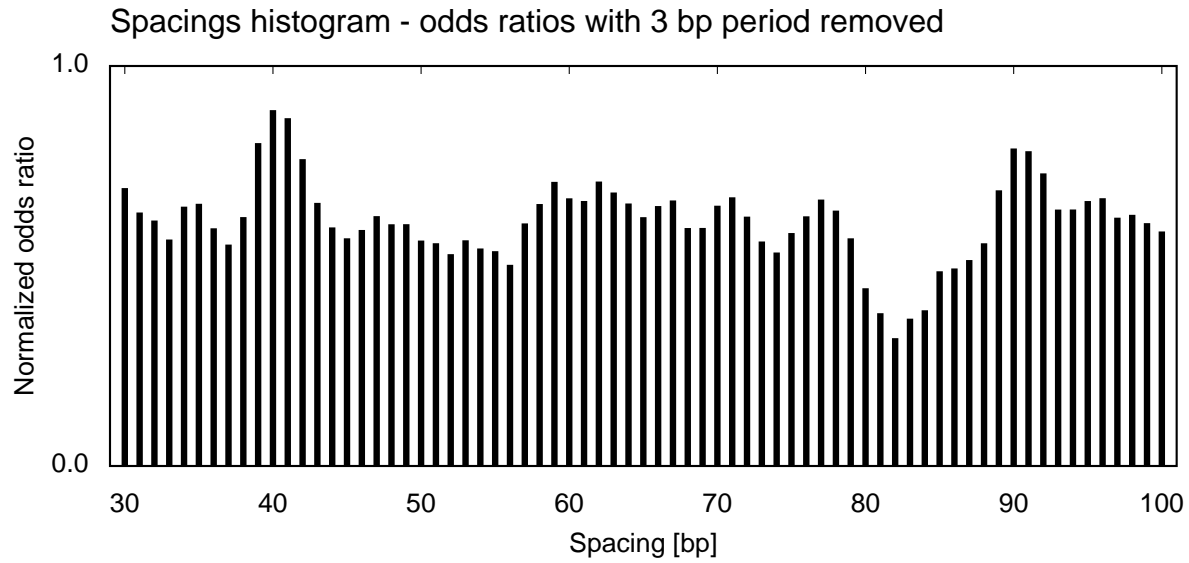 Spacings histogram - odds ratios with 3 bp period removed
1.0
Normalized odds ratio
0.0
30 40 50 60 70 80 90 100
Spacing [bp]